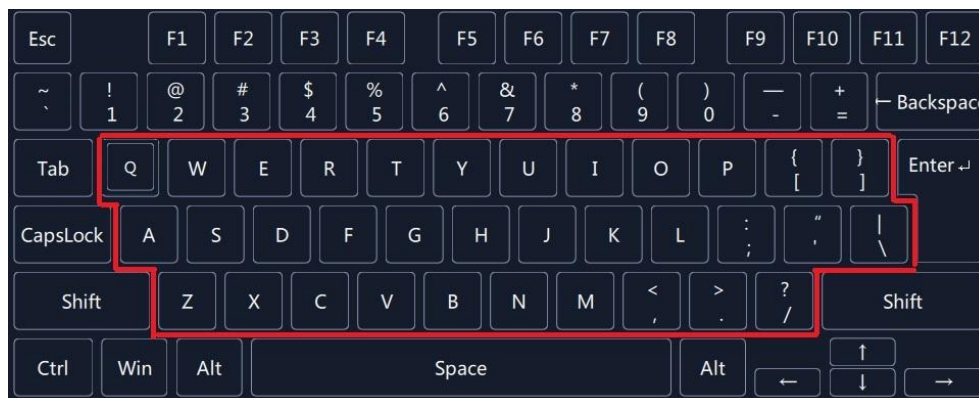 Esc F1 F2 F3 F4 F5 F6 F7 F8 F9 F10 F11 F12
~ ! @ # $ % ^ & * ( ) — +
` 1 2 3 4 5 6 7 8 9 0 - = ← Backspac
Tab Q W E R T Y U I O P { } Enter ↵
[ ]
CapsLock A S D F G H J K L : " |
; ' \
Shift Z X C V B N M < > ? Shift
, . /
Ctrl Win Alt Space Alt ↑
← ↓ →